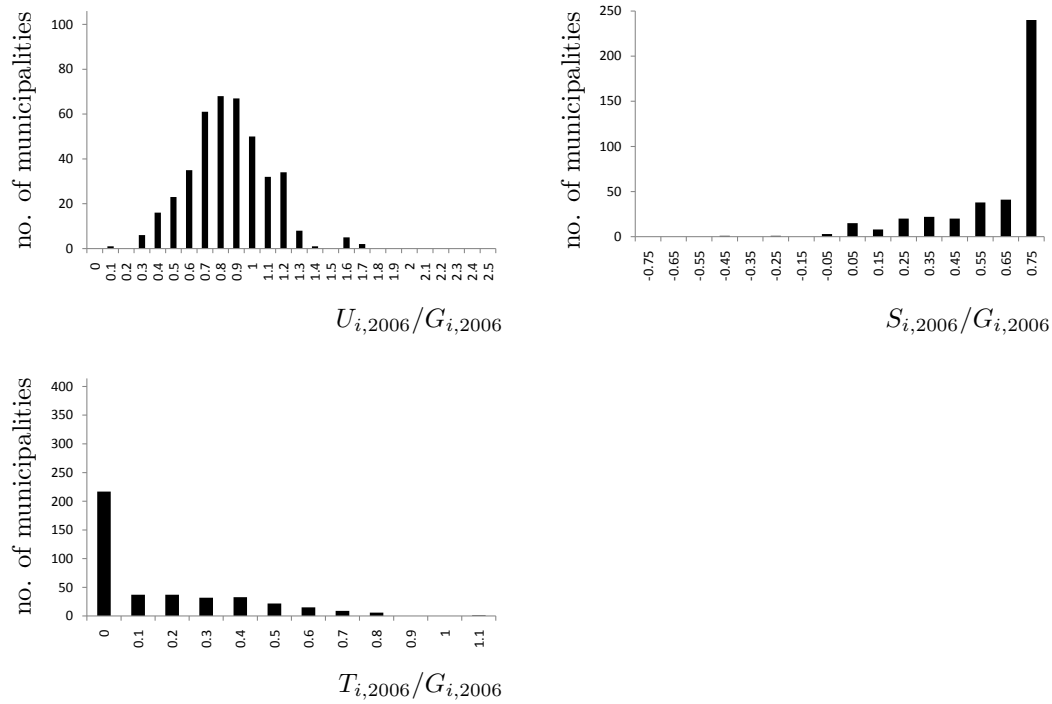 no. of municipalities
100
80
60
40
20
0
0 0.1 0.2 0.3 0.4 0.5 0.6 0.7 0.8 0.9 1 1.1 1.2 1.3 1.4 1.5 1.6 1.7 1.8 1.9 2 2.1 2.2 2.3 2.4 2.5
U_{i,2006}/G_{i,2006}
no. of municipalities
250
200
150
100
50
0
-0.75 -0.65 -0.55 -0.45 -0.35 -0.25 -0.15 -0.05 0.05 0.15 0.25 0.35 0.45 0.55 0.65 0.75
S_{i,2006}/G_{i,2006}
no. of municipalities
400
350
300
250
200
150
100
50
0
0 0.1 0.2 0.3 0.4 0.5 0.6 0.7 0.8 0.9 1 1.1
T_{i,2006}/G_{i,2006}